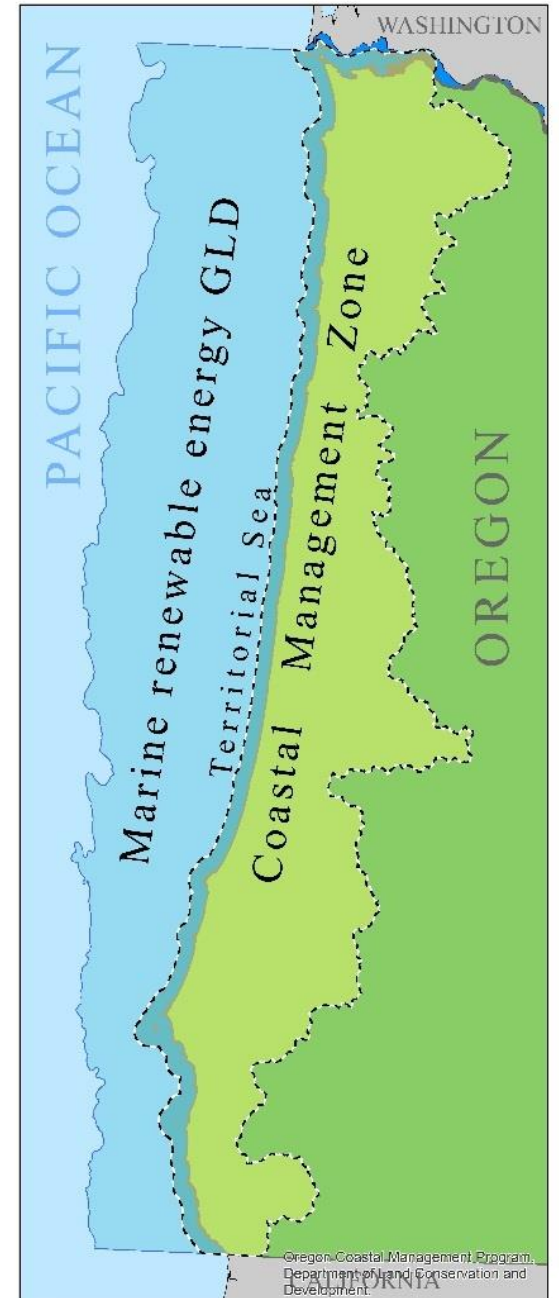 WASHINGTON
PACIFIC OCEAN
Marine renewable energy GLD
Territorial Sea
Coastal Management Zone
OREGON
Oregon Coastal Management Program,
Department of Land Conservation and
Development.
CALIFORNIA